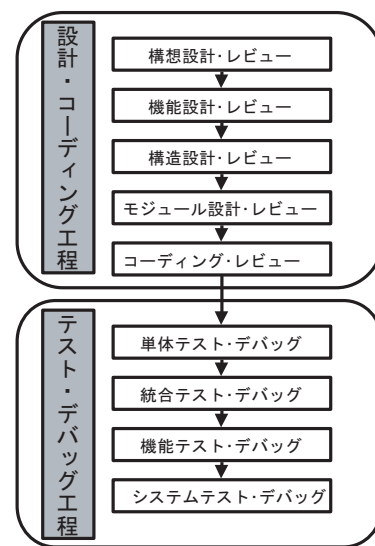 設計・コーディング工程
構想設計・レビュー
機能設計・レビュー
構造設計・レビュー
モジュール設計・レビュー
コーディング・レビュー
テスト・デバッグ工程
単体テスト・デバッグ
統合テスト・デバッグ
機能テスト・デバッグ
システムテスト・デバッグ